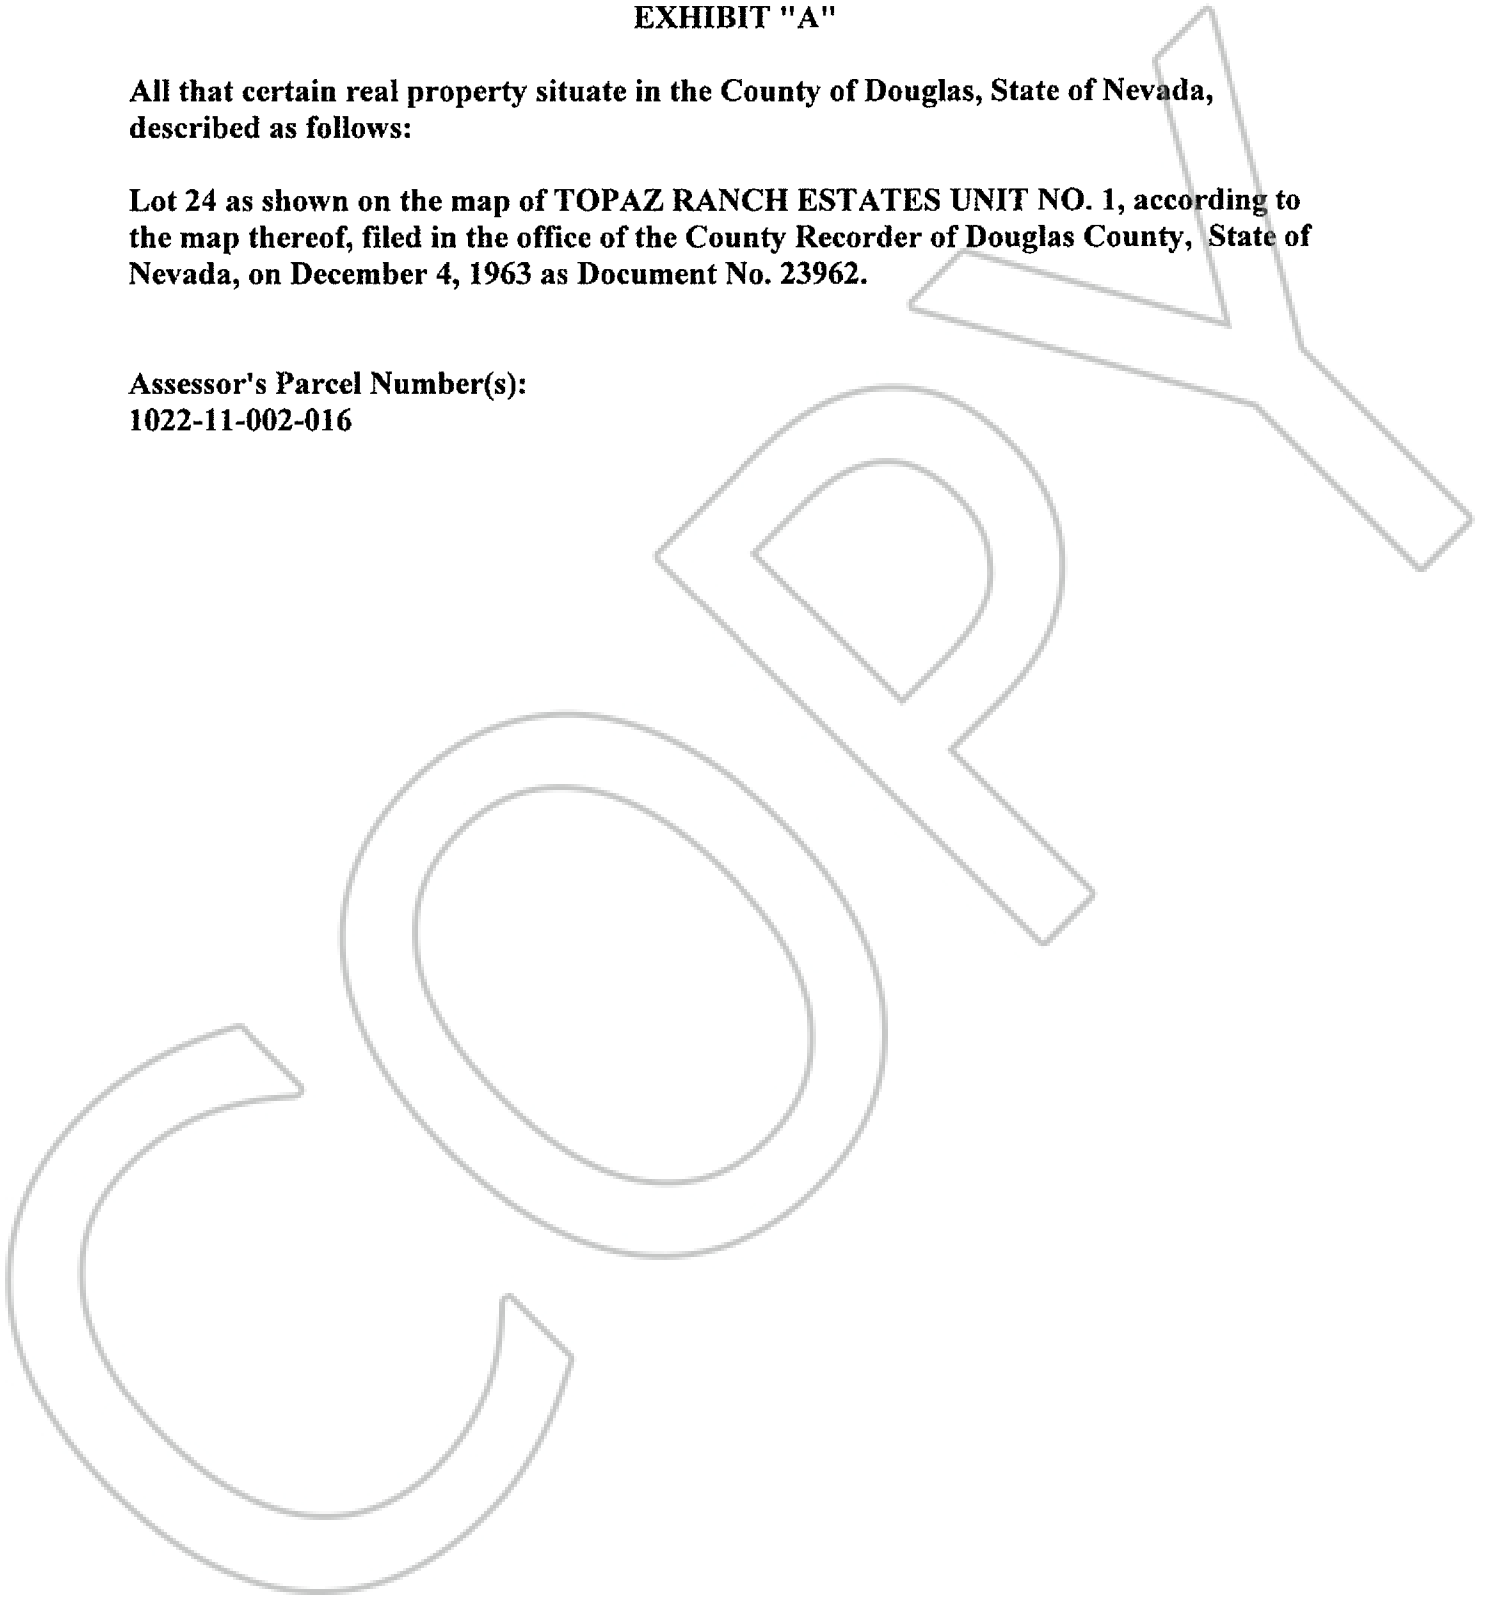 EXHIBIT "A"
All that certain real property situate in the County of Douglas, State of Nevada,
described as follows:
Lot 24 as shown on the map of TOPAZ RANCH ESTATES UNIT NO. 1, according to
the map thereof, filed in the office of the County Recorder of Douglas County, State of
Nevada, on December 4, 1963 as Document No. 23962.
Assessor's Parcel Number(s):
1022-11-002-016
COPY